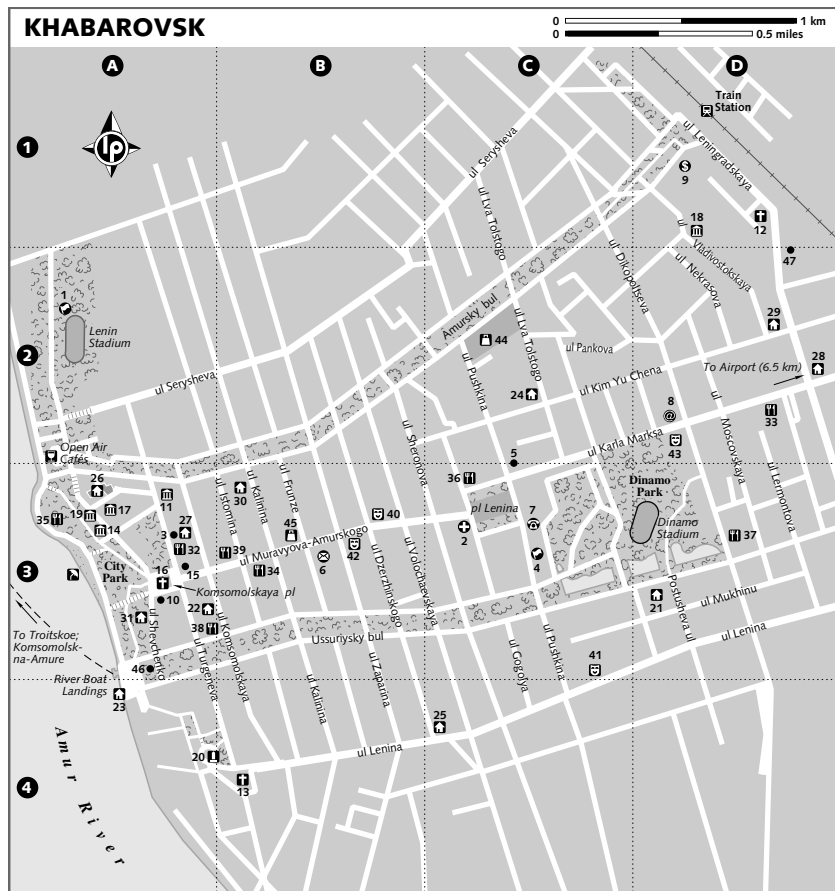 KHABAROVSK
0 1 km
0 0.5 miles
A
B
C
D
1
2
3
4
lp
Train
Station
ul Leningradskaya
ul Serysheva
ul Lva Tolstogo
9
18
12
47
ul Vladivostokskaya
ul Nekrasova
ul Dikopoltseva
1
Lenin
Stadium
Amursky bul
44
ul Lva Tolstogo
ul Pushkina
ul Pankova
29
28
To Airport (6.5 km)
ul Serysheva
24
ul Kim Yu Chena
8
33
ul Moscovskaya
ul Karla Marksa
43
ul Sheronova
5
Open Air
Cafés
26
11
30
ul Istomina
ul Kalinina
ul Frunze
36
pl Lenina
7
Dinamo
Park
Dinamo
Stadium
ul Lermontova
35
19
17
14
27
3
32
39
45
40
42
6
2
4
37
ul Muravyova-Amurskogo
34
City
Park
16
15
Komsomolskaya pl
10
22
31
38
ul Shevchenko
ul Turgeneva
ul Komsomolskaya
ul Dzerzhinskogo
ul Volochaevskaya
21
Postusheva ul
ul Mukhinu
ul Lenina
To Troitskoe;
Komsomolsk-
na-Amure
Ussuriysky bul
46
River Boat
Landings
23
ul Kalinina
ul Zaparina
ul Gogolya
ul Pushkina
41
25
20
13
ul Lenina
Amur River